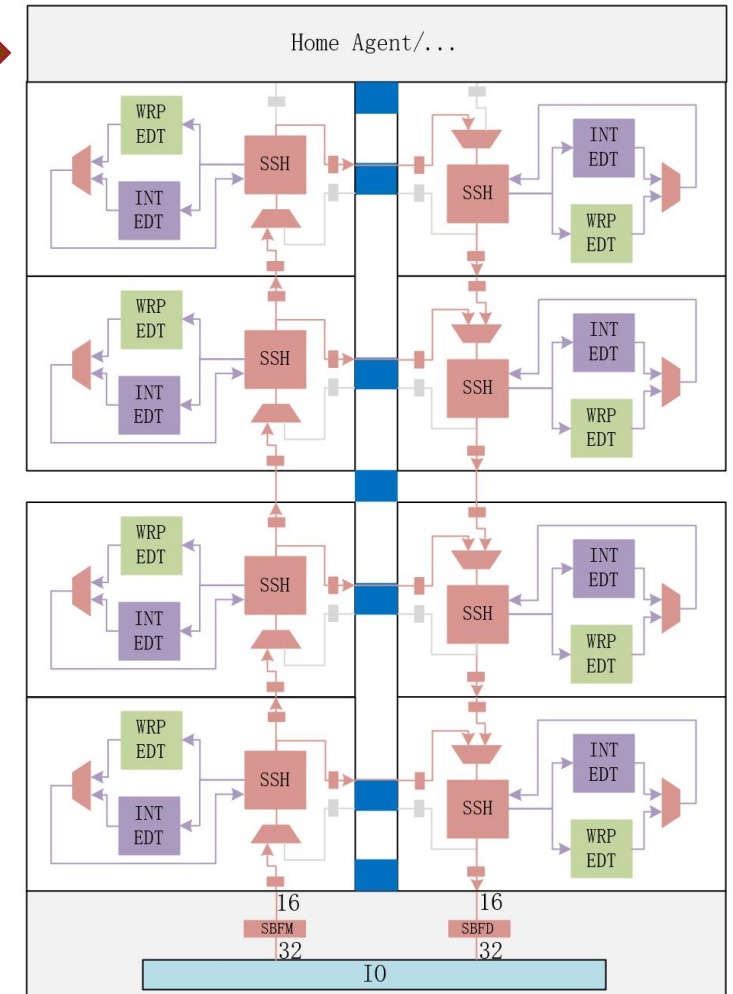 Home Agent/...
WRP
EDT
SSH
INT
EDT
INT
EDT
SSH
WRP
EDT
WRP
EDT
SSH
INT
EDT
INT
EDT
SSH
WRP
EDT
WRP
EDT
SSH
INT
EDT
INT
EDT
SSH
WRP
EDT
WRP
EDT
SSH
INT
EDT
INT
EDT
SSH
WRP
EDT
16
16
SBFM
SBFD
32
32
IO